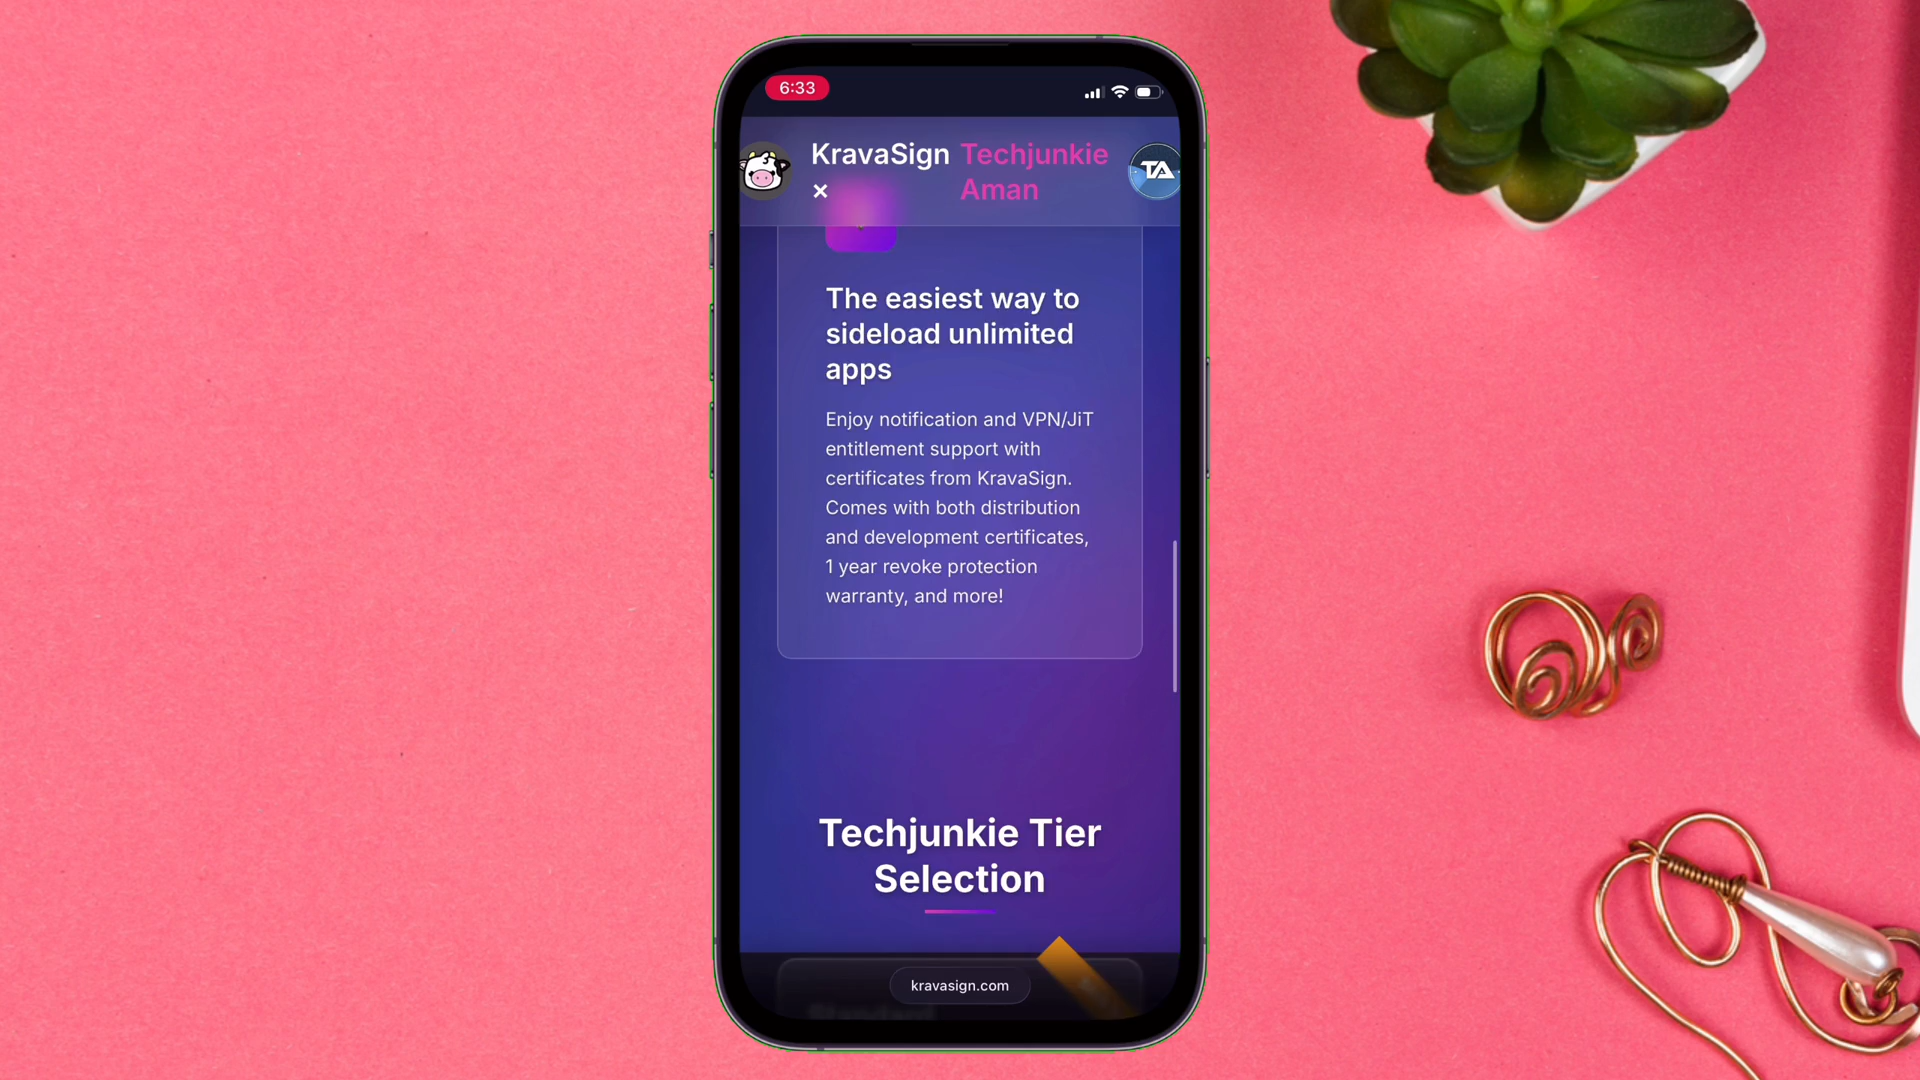 6:33
KravaSign
×
Techjunkie
Aman
TA
The easiest way to
sideload unlimited
apps
Enjoy notification and VPN/JiT
entitlement support with
certificates from KravaSign.
Comes with both distribution
and development certificates,
1 year revoke protection
warranty, and more!
Techjunkie Tier
Selection
kravasign.com